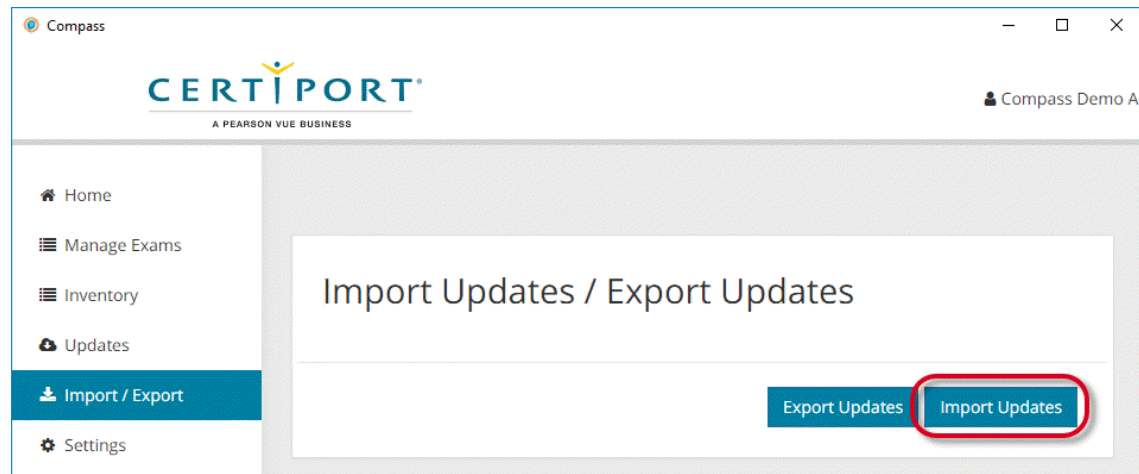 Compass
CERTIPORT®
A PEARSON VUE BUSINESS
Compass Demo A
Home
Manage Exams
Inventory
Updates
Import / Export
Settings
Import Updates / Export Updates
Export Updates
Import Updates